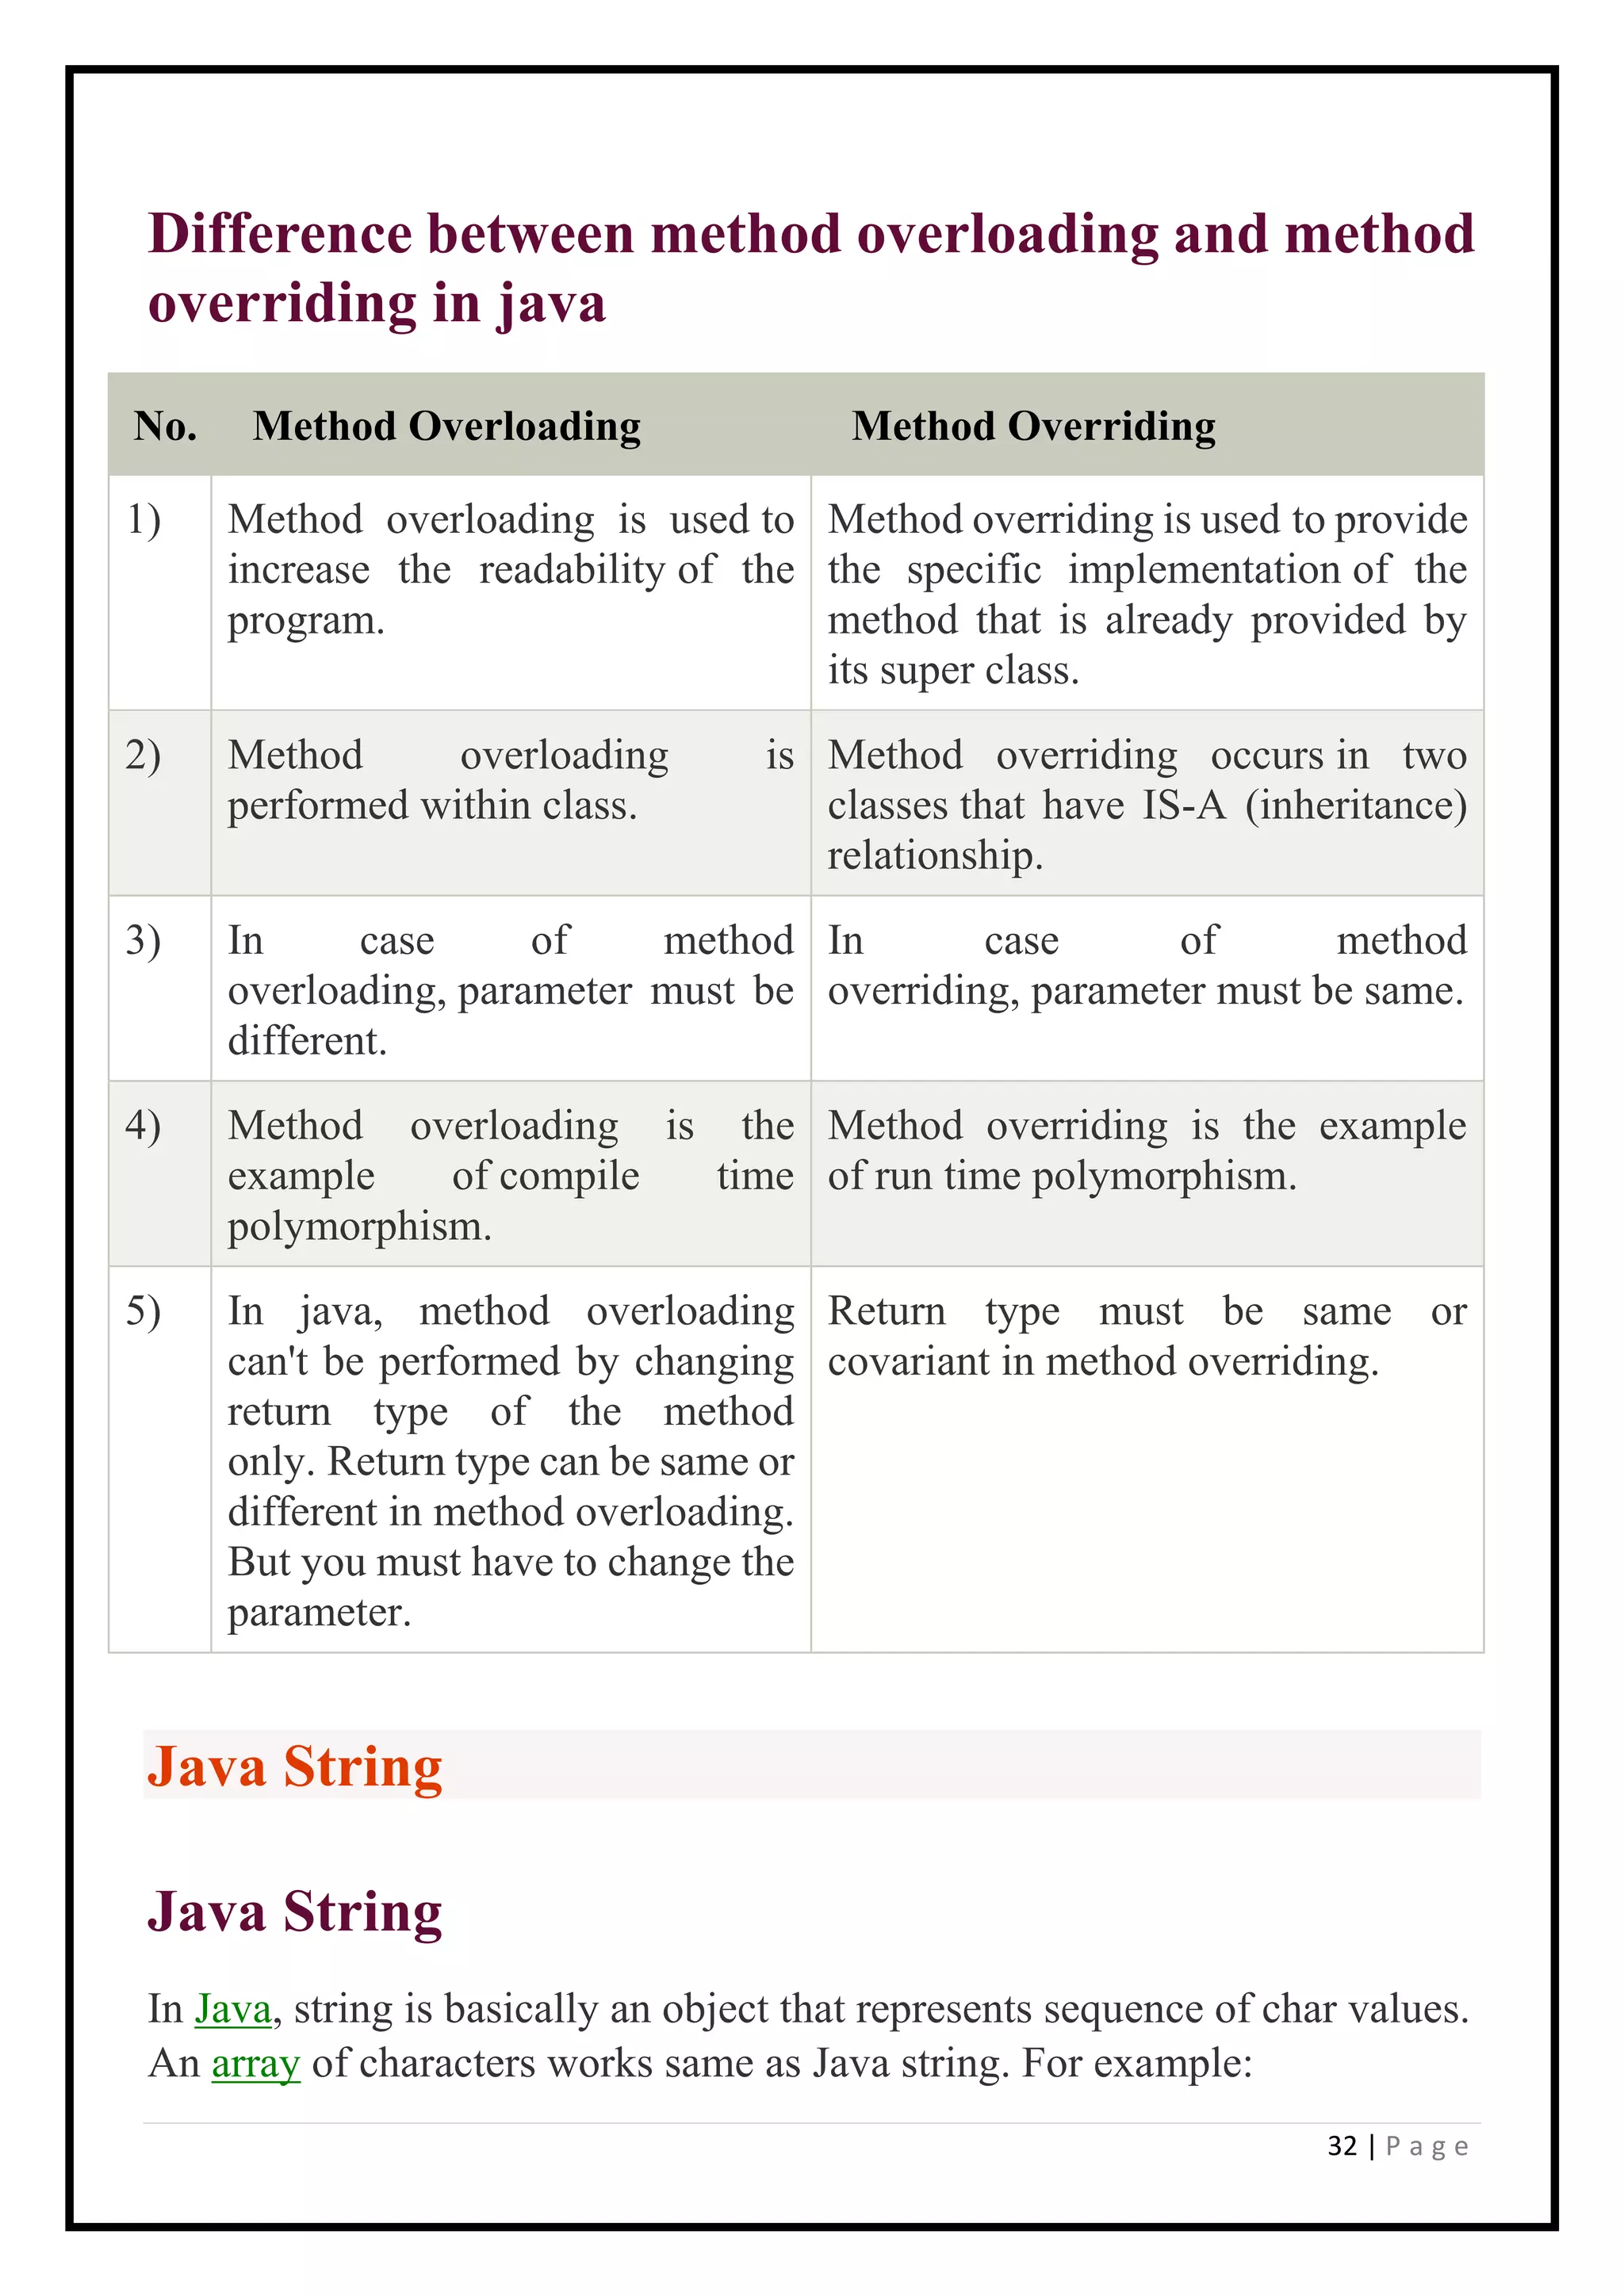 Difference between method overloading and method
overriding in java
No. Method Overloading Method Overriding
1) Method overloading is used to
increase the readability of the
program.
Method overriding is used to provide
the specific implementation of the
method that is already provided by
its super class.
2) Method overloading is
performed within class.
Method overriding occurs in two
classes that have IS-A (inheritance)
relationship.
3) In case of method
overloading, parameter must be
different.
In case of method
overriding, parameter must be same.
4) Method overloading is the
example of compile time
polymorphism.
Method overriding is the example
of run time polymorphism.
5) In java, method overloading
can't be performed by changing
return type of the method
only. Return type can be same or
different in method overloading.
But you must have to change the
parameter.
Return type must be same or
covariant in method overriding.
Java String
Java String
In Java, string is basically an object that represents sequence of char values.
An array of characters works same as Java string. For example:
32 | P a g e